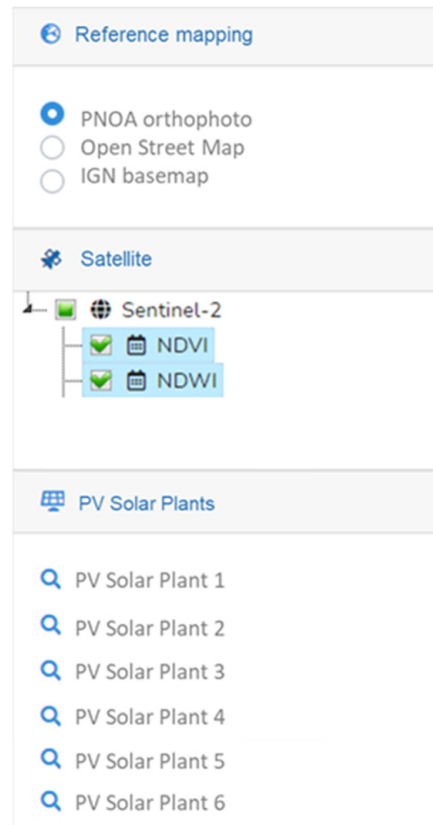 Reference mapping
PNOA orthophoto
Open Street Map
IGN basemap
Satellite
Sentinel-2
NDVI
NDWI
PV Solar Plants
PV Solar Plant 1
PV Solar Plant 2
PV Solar Plant 3
PV Solar Plant 4
PV Solar Plant 5
PV Solar Plant 6